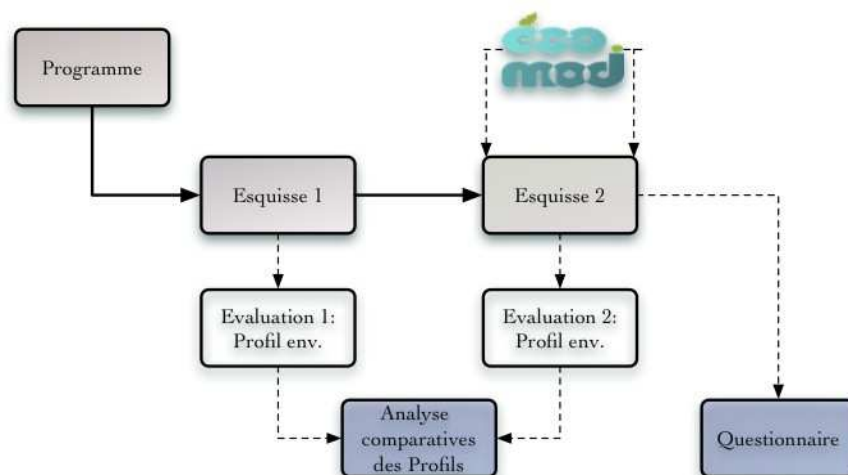 éco
mod
Programme
Esquisse 1
Esquisse 2
Evaluation 1:
Profil env.
Evaluation 2:
Profil env.
Analyse
comparatives
des Profils
Questionnaire